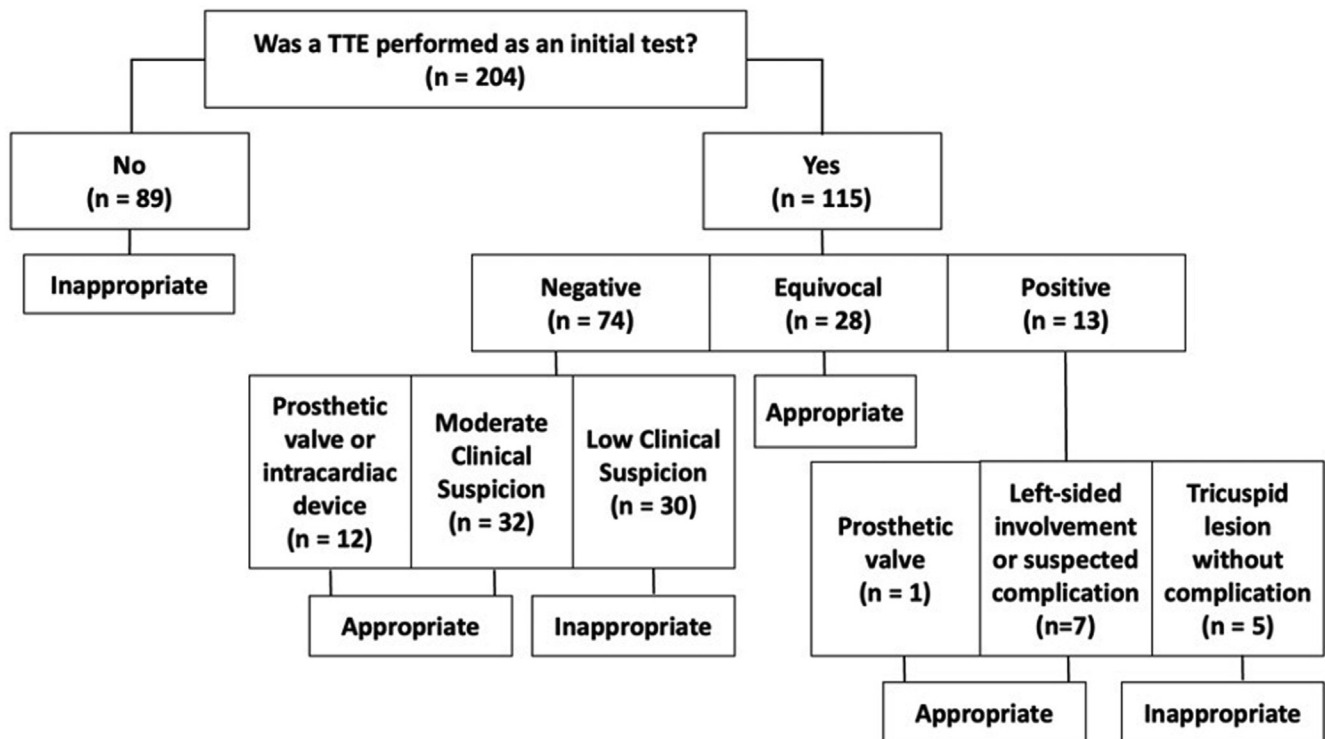 Was a TTE performed as an initial test?
(n = 204)
No
(n = 89)
Yes
(n = 115)
Inappropriate
Negative
(n = 74)
Equivocal
(n = 28)
Positive
(n = 13)
Prosthetic
valve or
intracardiac
device
(n = 12)
Moderate
Clinical
Suspicion
(n = 32)
Low Clinical
Suspicion
(n = 30)
Appropriate
Prosthetic
valve
(n = 1)
Left-sided
involvement
or suspected
complication
(n=7)
Tricuspid
lesion
without
complication
(n = 5)
Appropriate
Inappropriate
Appropriate
Inappropriate